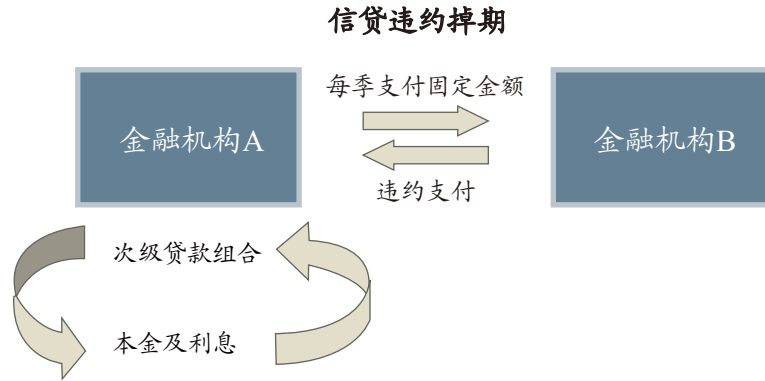 信贷违约掉期
每季支付固定金额
金融机构A
金融机构B
违约支付
次级贷款组合
本金及利息